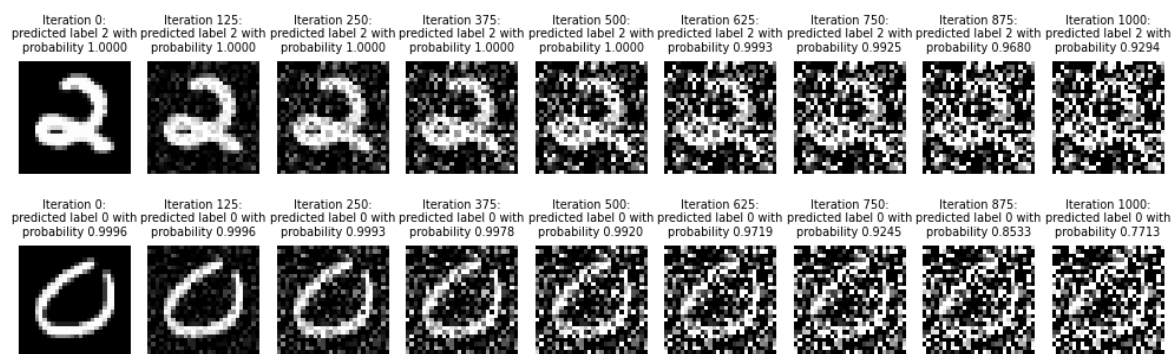 Iteration 0: Iteration 125: Iteration 250: Iteration 375: Iteration 500: Iteration 625: Iteration 750: Iteration 875: Iteration 1000:
predicted label 2 with predicted label 2 with predicted label 2 with predicted label 2 with predicted label 2 with predicted label 2 with predicted label 2 with predicted label 2 with predicted label 2 with
probability 1.0000 probability 1.0000 probability 1.0000 probability 1.0000 probability 1.0000 probability 0.9993 probability 0.9925 probability 0.9680 probability 0.9294
Iteration 0: Iteration 125: Iteration 250: Iteration 375: Iteration 500: Iteration 625: Iteration 750: Iteration 875: Iteration 1000:
predicted label 0 with predicted label 0 with predicted label 0 with predicted label 0 with predicted label 0 with predicted label 0 with predicted label 0 with predicted label 0 with predicted label 0 with
probability 0.9996 probability 0.9996 probability 0.9993 probability 0.9978 probability 0.9920 probability 0.9719 probability 0.9245 probability 0.8533 probability 0.7713